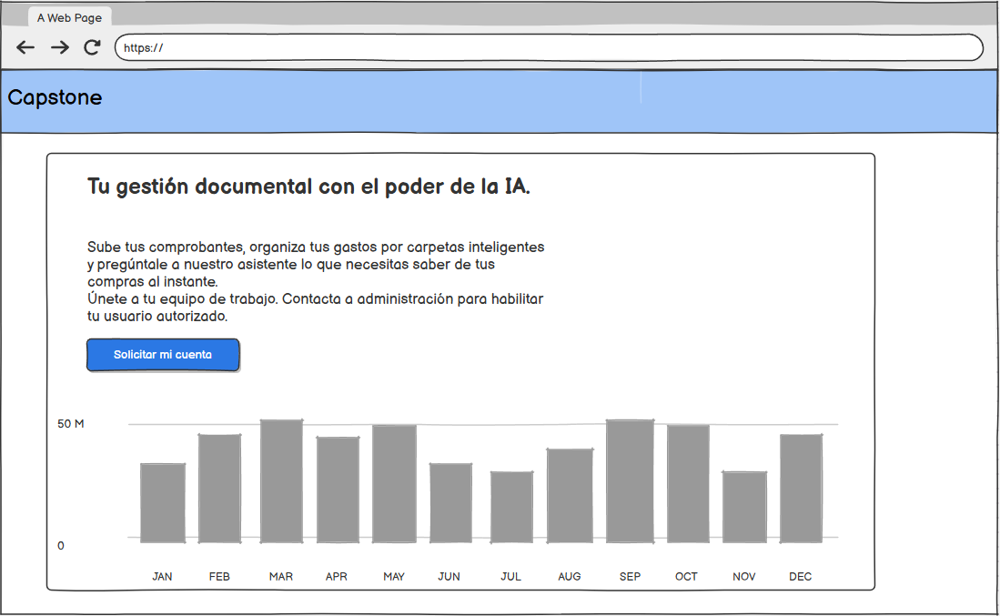 A Web Page
https://
Capstone
Tu gestión documental con el poder de la IA.
Sube tus comprobantes, organiza tus gastos por carpetas inteligentes
y pregúntale a nuestro asistente lo que necesitas saber de tus
compras al instante.
Únete a tu equipo de trabajo. Contacta a administración para habilitar
tu usuario autorizado.
Solicitar mi cuenta
50 M
0
JAN FEB MAR APR MAY JUN JUL AUG SEP OCT NOV DEC